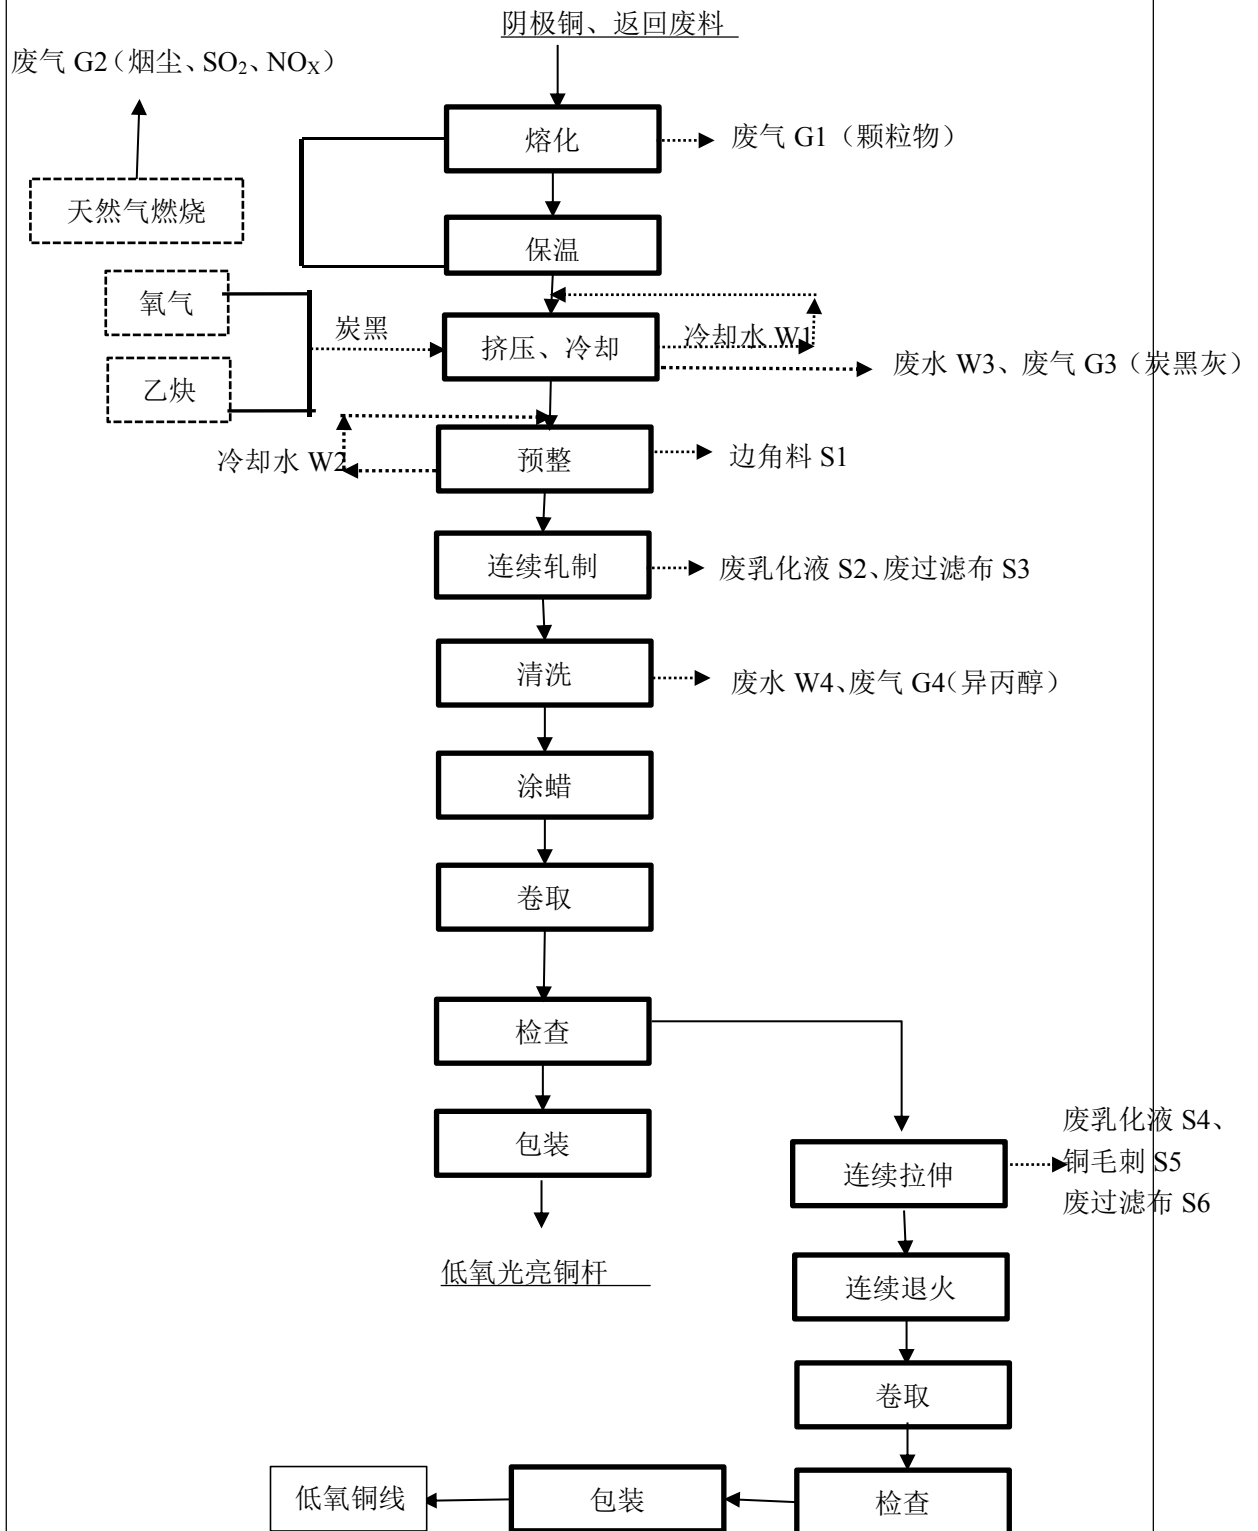 阴极铜、返回废料
废气 G2（烟尘、SO₂、NOX）
熔化
废气 G1（颗粒物）
天然气燃烧
保温
氧气
炭黑
挤压、冷却
冷却水 W1
废水 W3、废气 G3（炭黑灰）
乙炔
冷却水 W2
预整
边角料 S1
连续轧制
废乳化液 S2、废过滤布 S3
清洗
废水 W4、废气 G4（异丙醇）
涂蜡
卷取
检查
包装
废乳化液 S4、
铜毛刺 S5
废过滤布 S6
连续拉伸
低氧光亮铜杆
连续退火
卷取
低氧铜线
包装
检查